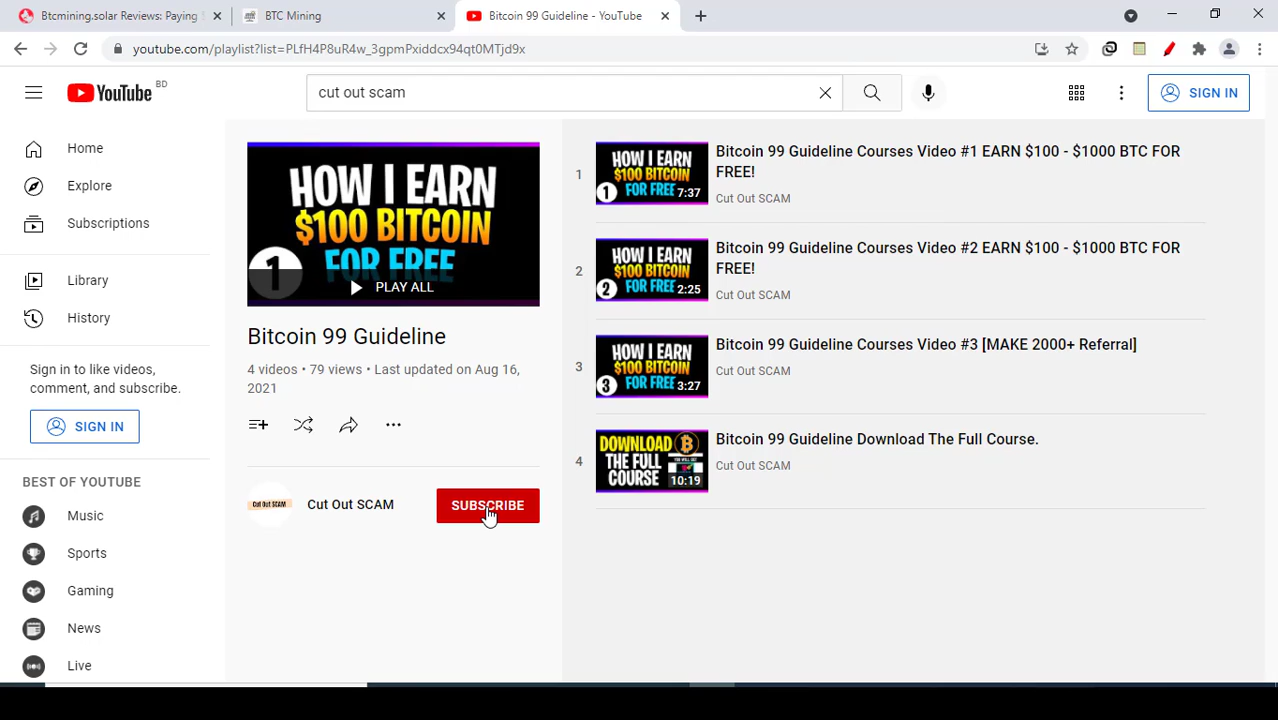 Btcmining.solar Reviews: Paying
BTC Mining
Bitcoin 99 Guideline - YouTube
youtube.com/playlist?list=PLfH4P8uR4w_3gpmPxiddcx94qt0MTjd9x
YouTube BD
cut out scam
SIGN IN
Home
Explore
Subscriptions
Library
History
Sign in to like videos,
comment, and subscribe.
SIGN IN
BEST OF YOUTUBE
Music
Sports
Gaming
News
Live
HOW I EARN
$100 BITCOIN
FOR FREE
1
PLAY ALL
Bitcoin 99 Guideline
4 videos • 79 views • Last updated on Aug 16,
2021
Cut Out SCAM
Cut Out SCAM
SUBSCRIBE
1
HOW I EARN
$100 BITCOIN
FOR FREE
1
7:37
Bitcoin 99 Guideline Courses Video #1 EARN $100 - $1000 BTC FOR
FREE!
Cut Out SCAM
2
HOW I EARN
$100 BITCOIN
FOR FREE
2
2:25
Bitcoin 99 Guideline Courses Video #2 EARN $100 - $1000 BTC FOR
FREE!
Cut Out SCAM
3
HOW I EARN
$100 BITCOIN
FOR FREE
3
3:27
Bitcoin 99 Guideline Courses Video #3 [MAKE 2000+ Referral]
Cut Out SCAM
4
DOWNLOAD
THE FULL
COURSE
10:19
Bitcoin 99 Guideline Download The Full Course.
Cut Out SCAM